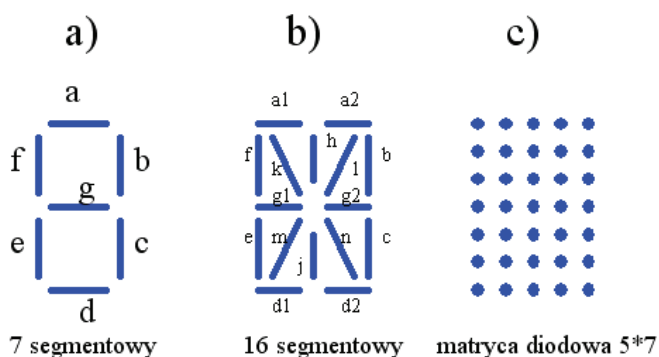 a) b) c)
a a1 a2
f b f k h l b
g g1 g2
e c e m j n c
d d1 d2
7 segmentowy 16 segmentowy matryca diodowa 5*7